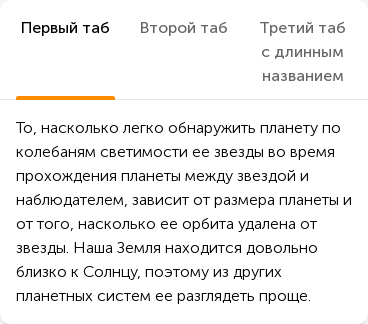 Первый таб
Второй таб
Третий таб
с длинным
названием
То, насколько легко обнаружить планету по
колебаням светимости ее звезды во время
прохождения планеты между звездой и
наблюдателем, зависит от размера планеты и
от того, насколько ее орбита удалена от
звезды. Наша Земля находится довольно
близко к Солнцу, поэтому из других
планетных систем ее разглядеть проще.